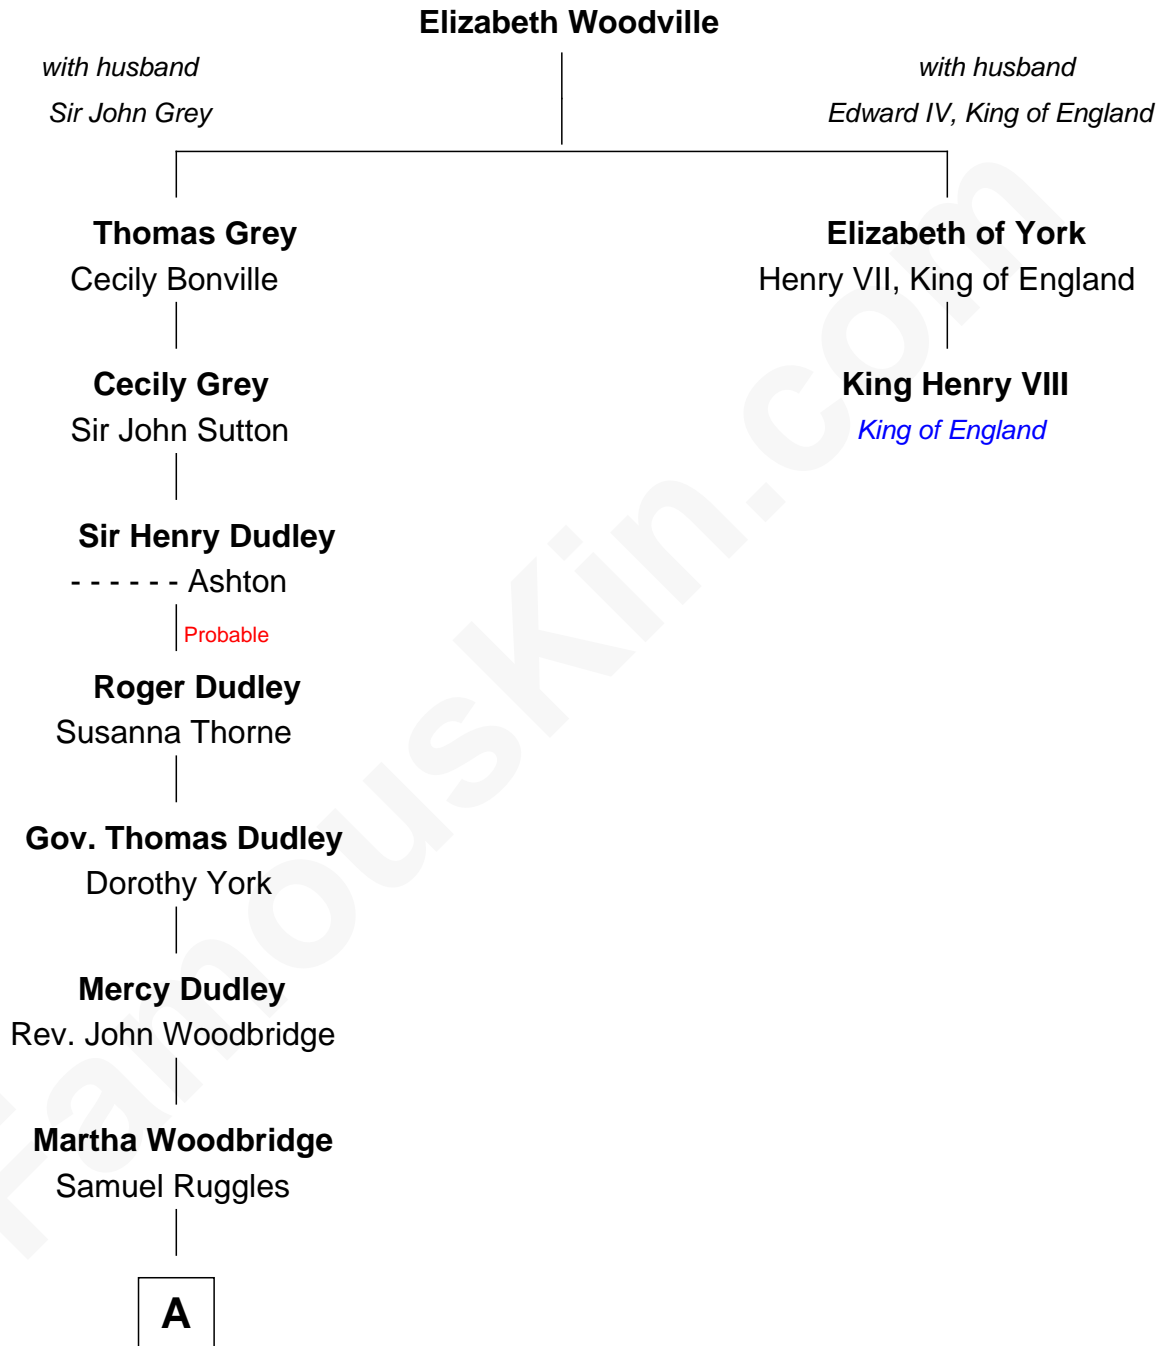 Elizabeth Woodville
with husband
Sir John Grey
with husband
Edward IV, King of England
Thomas Grey
Cecily Bonville
Elizabeth of York
Henry VII, King of England
Cecily Grey
Sir John Sutton
King Henry VIII
King of England
Sir Henry Dudley
- - - - - - Ashton
Probable
Roger Dudley
Susanna Thorne
Gov. Thomas Dudley
Dorothy York
Mercy Dudley
Rev. John Woodbridge
Martha Woodbridge
Samuel Ruggles
A
FamousKin.com